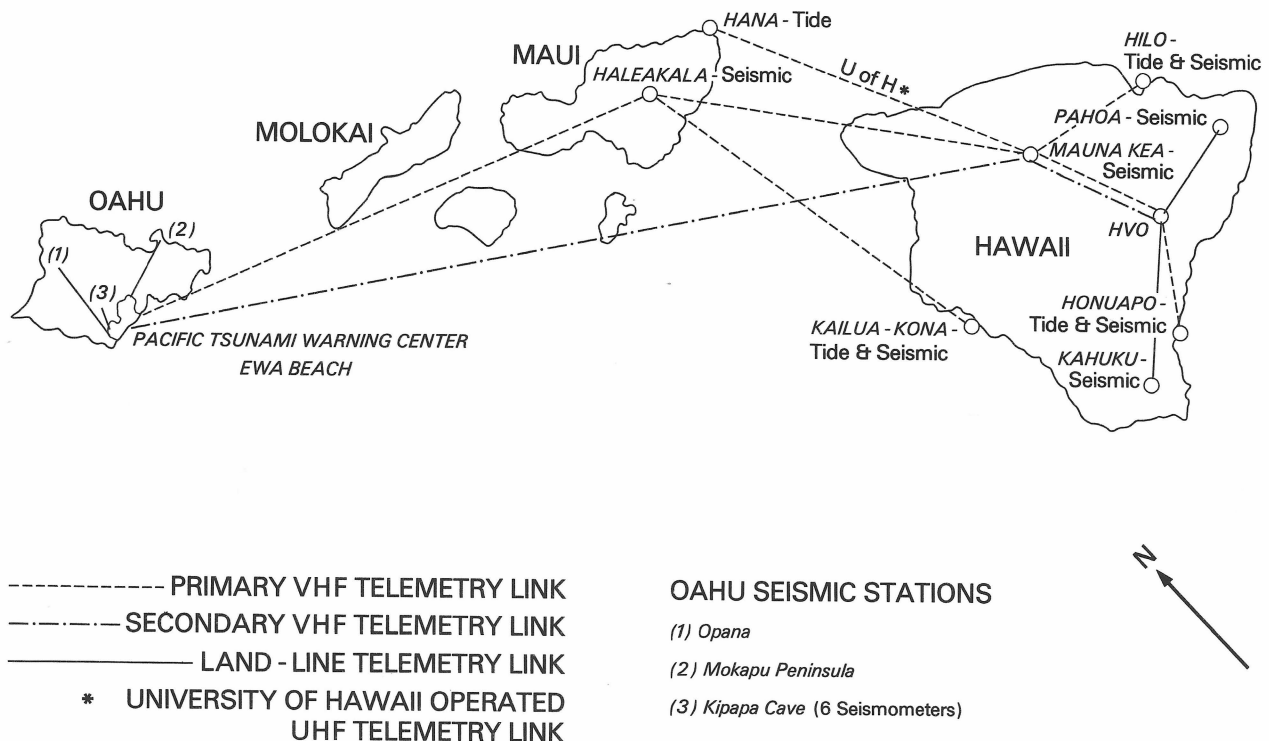 HANA - Tide
MAUI
HALEAKALA - Seismic
U of H*
HILO -
Tide & Seismic
PAHOA - Seismic
MOLOKAI
MAUNA KEA -
Seismic
OAHU
(1)
(2)
(3)
HVO
HAWAII
PACIFIC TSUNAMI WARNING CENTER
EWA BEACH
KAILUA - KONA -
Tide & Seismic
HONUAPO -
Tide & Seismic
KAHUKU -
Seismic
N
PRIMARY VHF TELEMETRY LINK
SECONDARY VHF TELEMETRY LINK
LAND - LINE TELEMETRY LINK
* UNIVERSITY OF HAWAII OPERATED
UHF TELEMETRY LINK
OAHU SEISMIC STATIONS
(1) Opana
(2) Mokapu Peninsula
(3) Kipapa Cave (6 Seismometers)